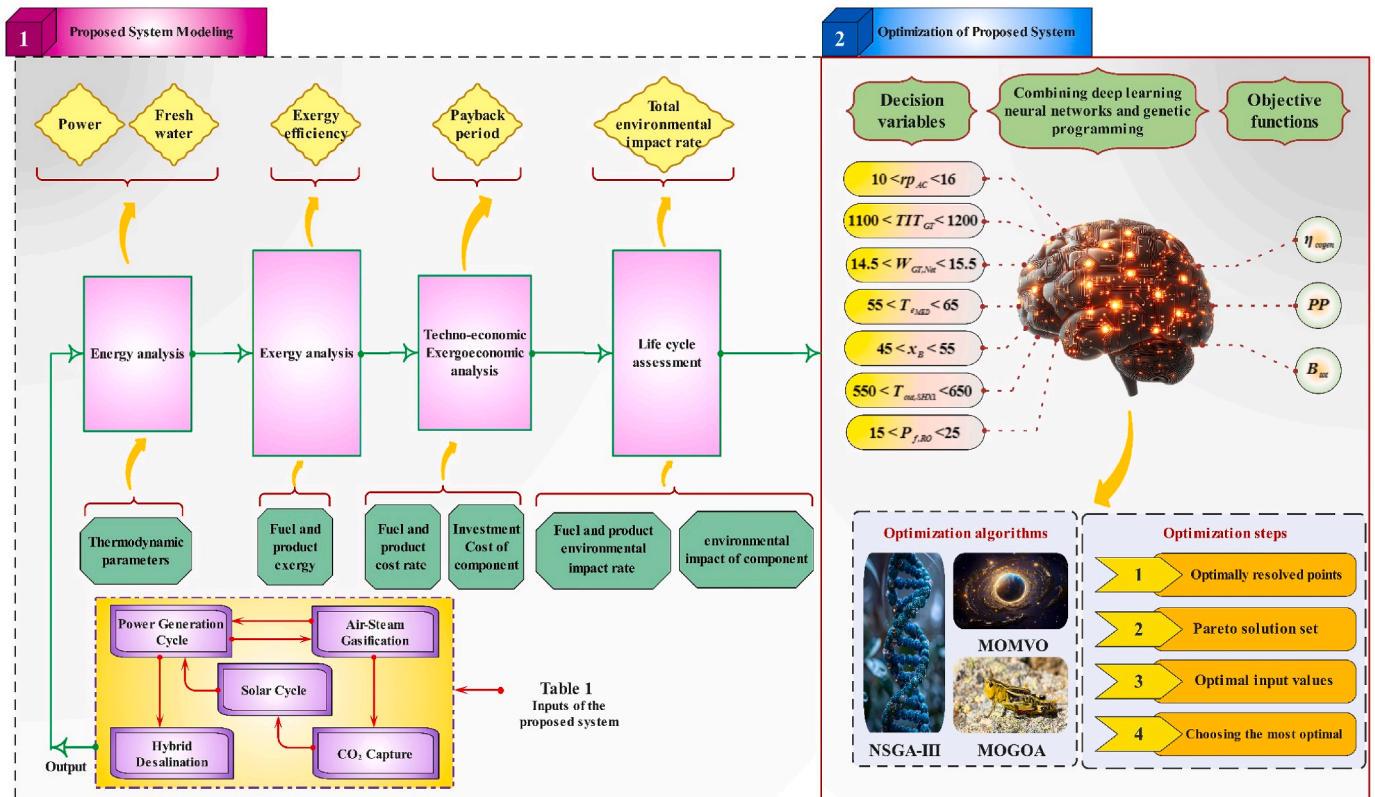 1
Proposed System Modeling
Power
Fresh
water
Exergy
efficiency
Payback
period
Total
environmental
impact rate
Energy analysis
Exergy analysis
Techno-economic
Exergoeconomic
analysis
Life cycle
assessment
Thermodynamic
parameters
Fuel and
product
exergy
Fuel and
product
cost rate
Investment
Cost of
component
Fuel and product
environmental
impact rate
environmental
impact of component
Power Generation
Cycle
Air-Steam
Gasification
Solar Cycle
Hybrid
Desalination
CO₂ Capture
Table 1
Inputs of the
proposed system
Output
2
Optimization of Proposed System
Decision
variables
Combining deep learning
neural networks and genetic
programming
Objective
functions
10 <rp_AC <16
1100 < TIT_GT < 1200
14.5 < W_GT,Net < 15.5
55 < T_eMED < 65
45 < x_B < 55
550 < T_out,SHX1 <650
15 < P_f,RO <25
η_cogen
PP
B_tot
Optimization algorithms
NSGA-III
MOMVO
MOGOA
Optimization steps
1 Optimally resolved points
2 Pareto solution set
3 Optimal input values
4 Choosing the most optimal